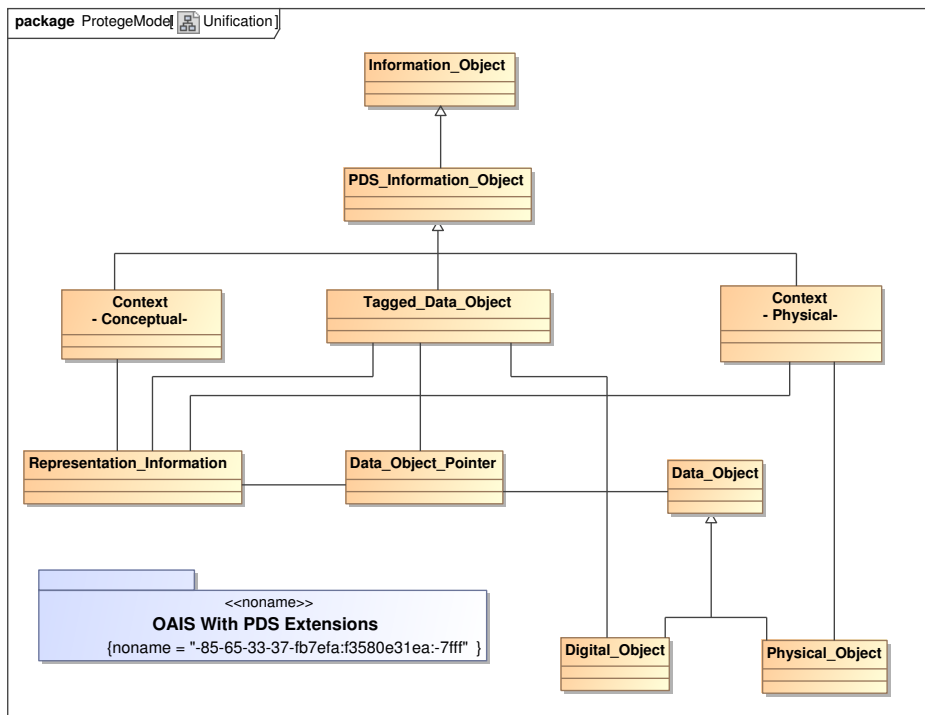 package ProtegeModel[ Unification ]
Information_Object
PDS_Information_Object
Context
- Conceptual-
Tagged_Data_Object
Context
- Physical-
Representation_Information
Data_Object_Pointer
Data_Object
<<noname>>
OAIS With PDS Extensions
{noname = "-85-65-33-37-fb7efa:f3580e31ea:-7fff" }
Digital_Object
Physical_Object